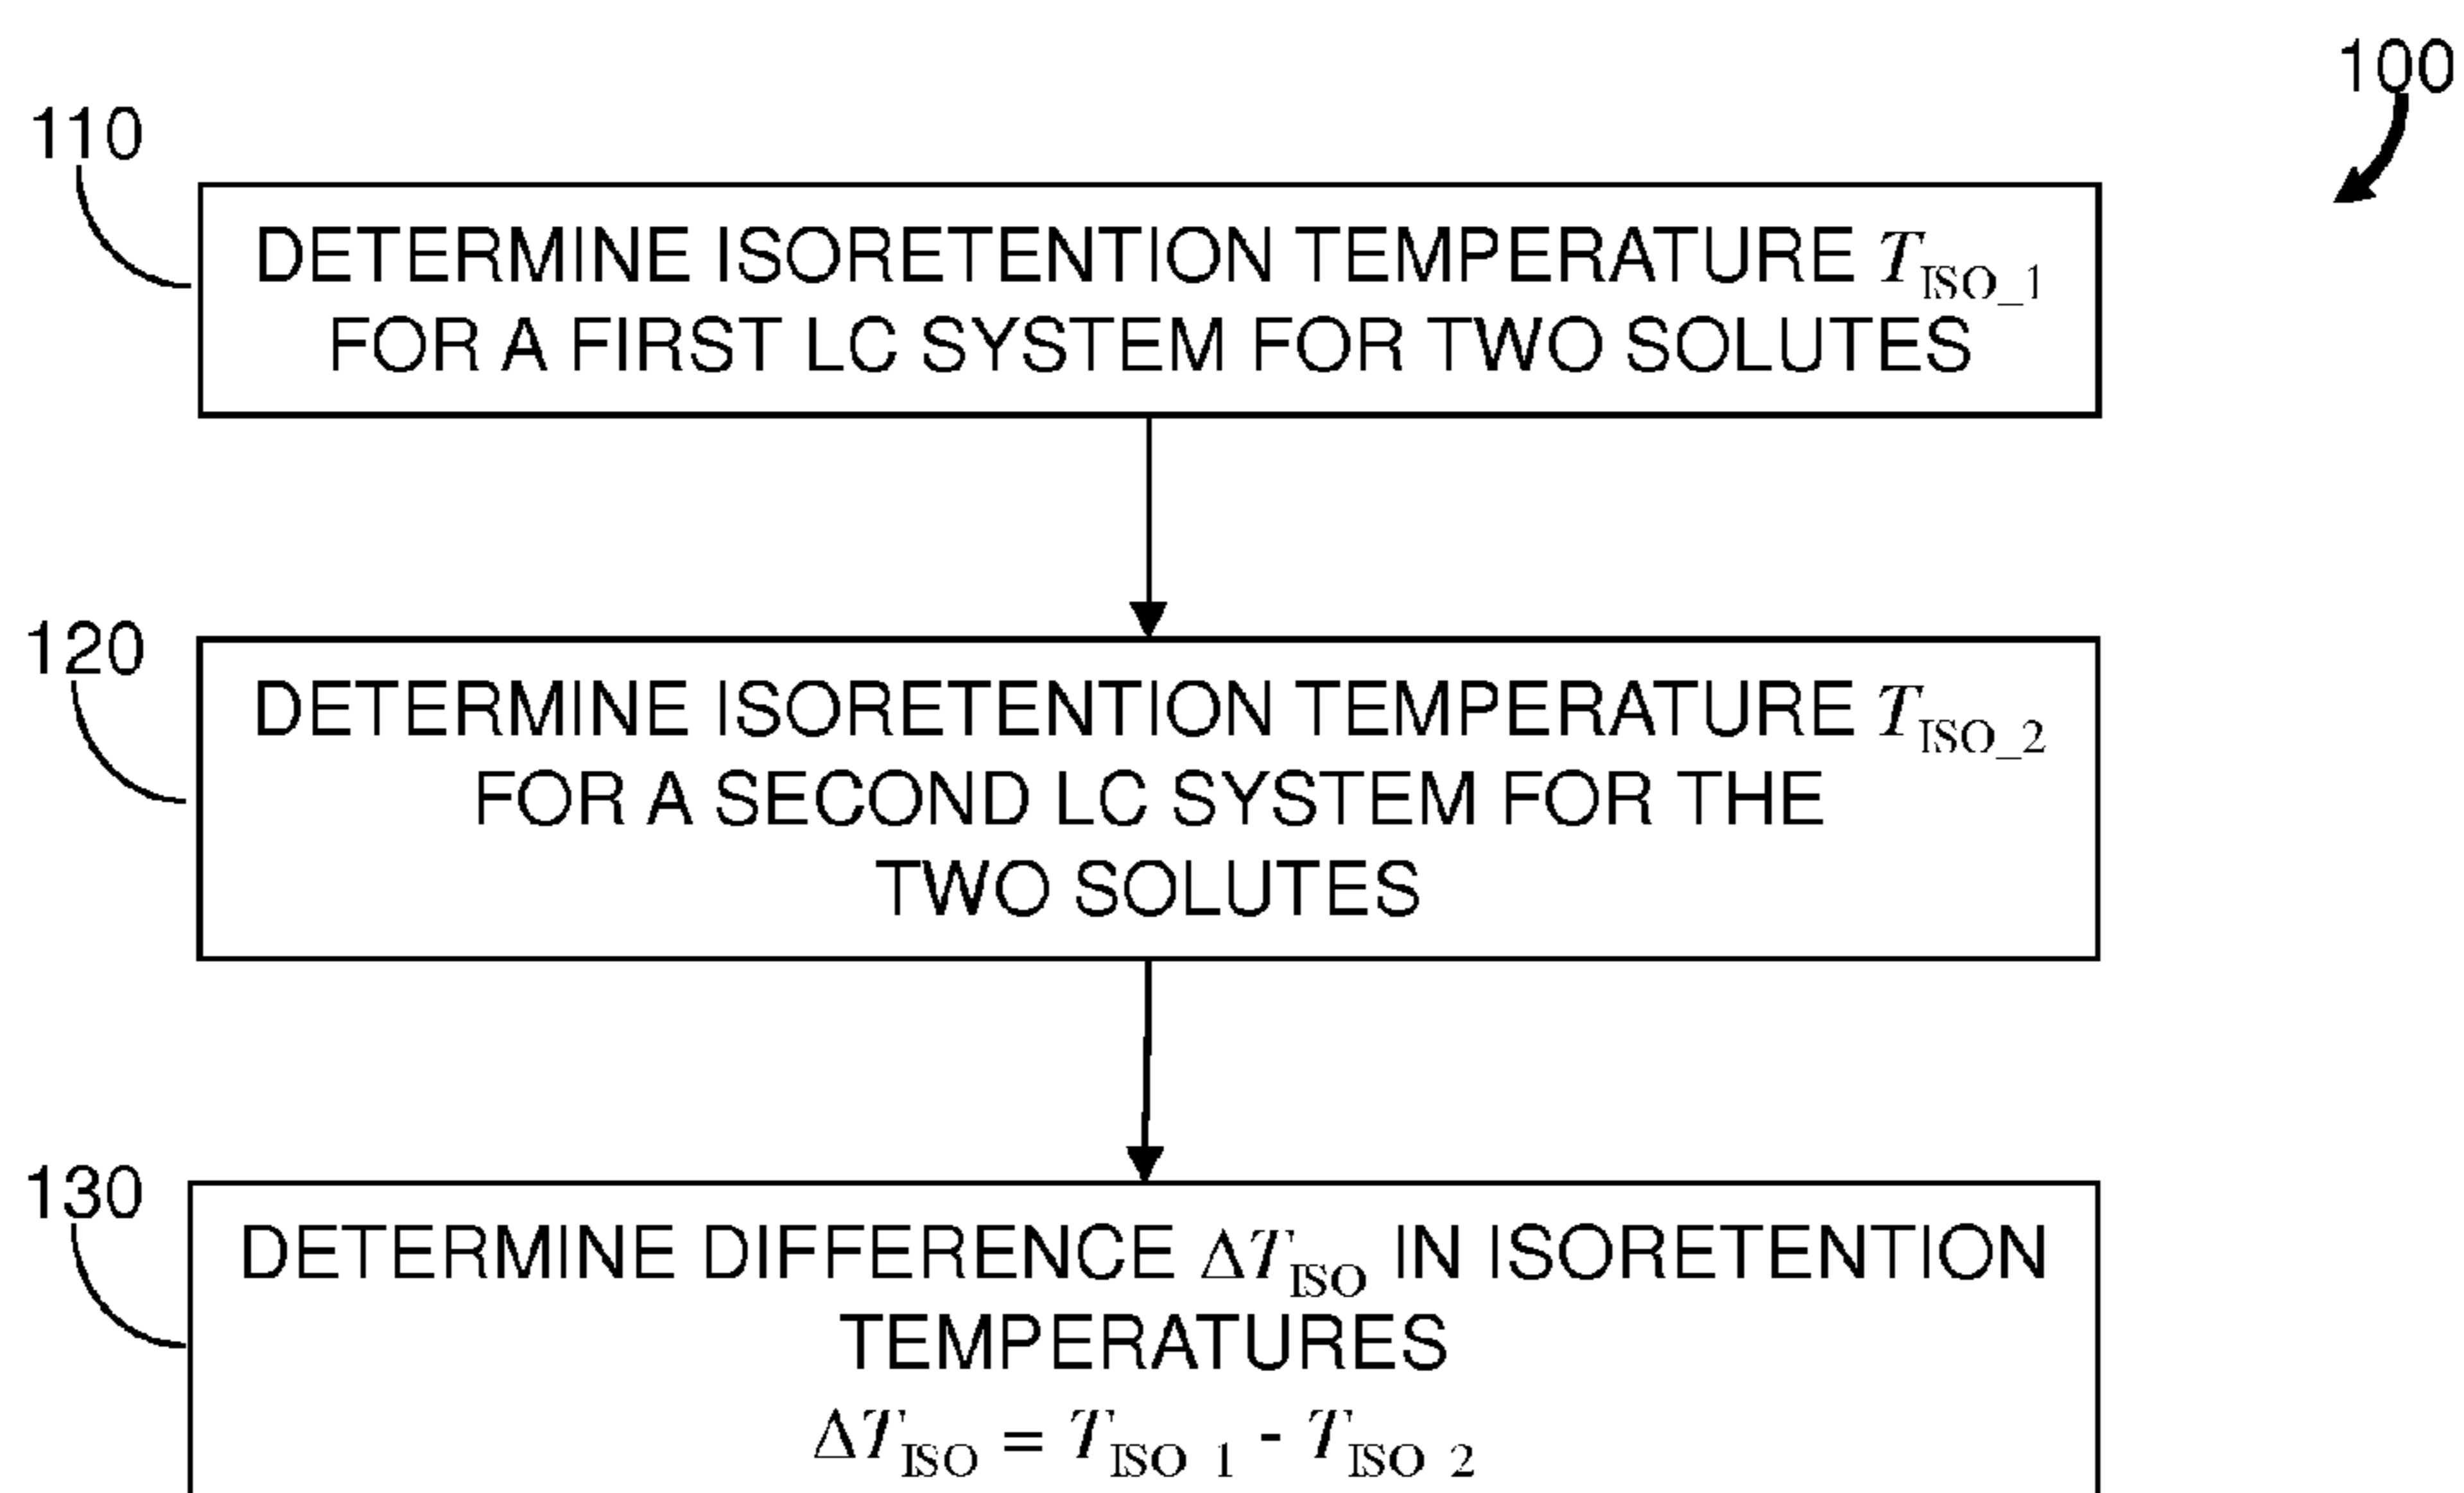 100
110
DETERMINE ISORETENTION TEMPERATURE T_ISO_1
FOR A FIRST LC SYSTEM FOR TWO SOLUTES
120
DETERMINE ISORETENTION TEMPERATURE T_ISO_2
FOR A SECOND LC SYSTEM FOR THE
TWO SOLUTES
130
DETERMINE DIFFERENCE ΔT_ISO IN ISORETENTION
TEMPERATURES
ΔT_ISO = T_ISO 1 - T_ISO 2